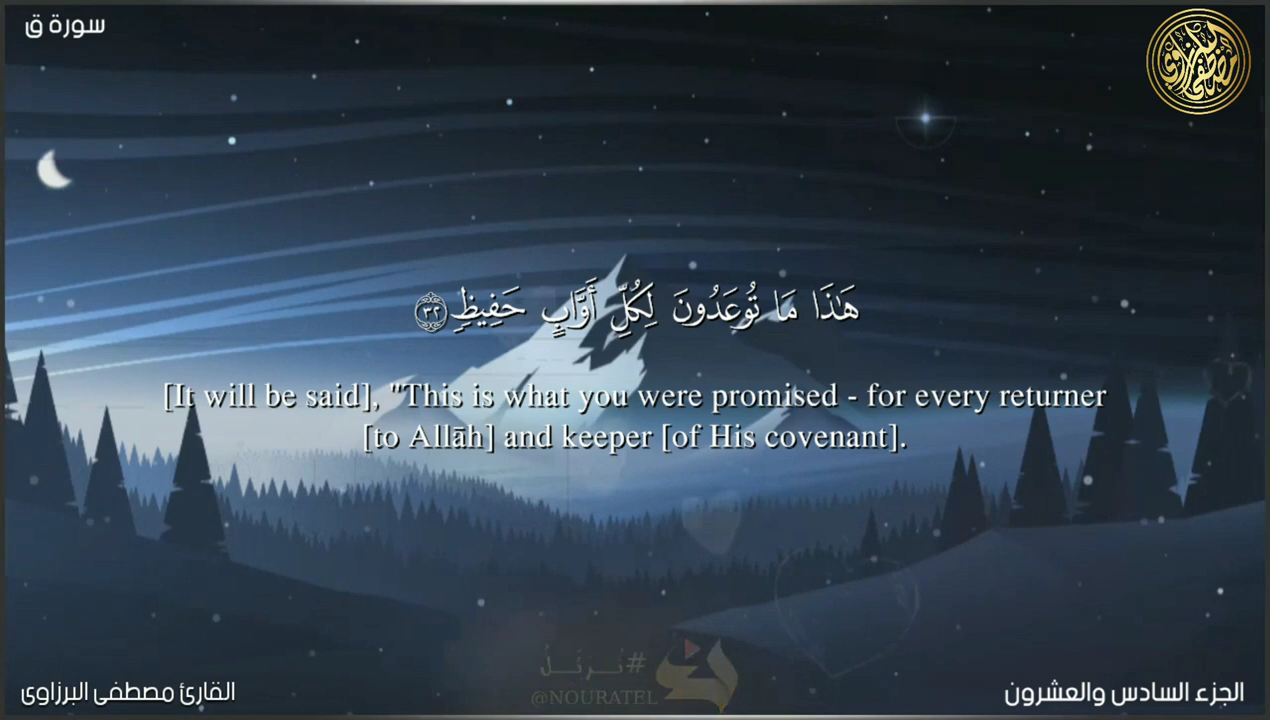 سورة ق
هَٰذَا مَا تُوعَدُونَ لِكُلِّ أَوَّابٍ حَفِيظٍ ٣٢
[It will be said], "This is what you were promised - for every returner
[to Allāh] and keeper [of His covenant].
#نُرَتِّلُ
@NOURATEL
القارئ مصطفى البرزاوى
الجزء السادس والعشرون